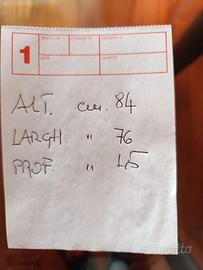 1
ALT. cm. 84
LARGH. " 76
PROF. " 45